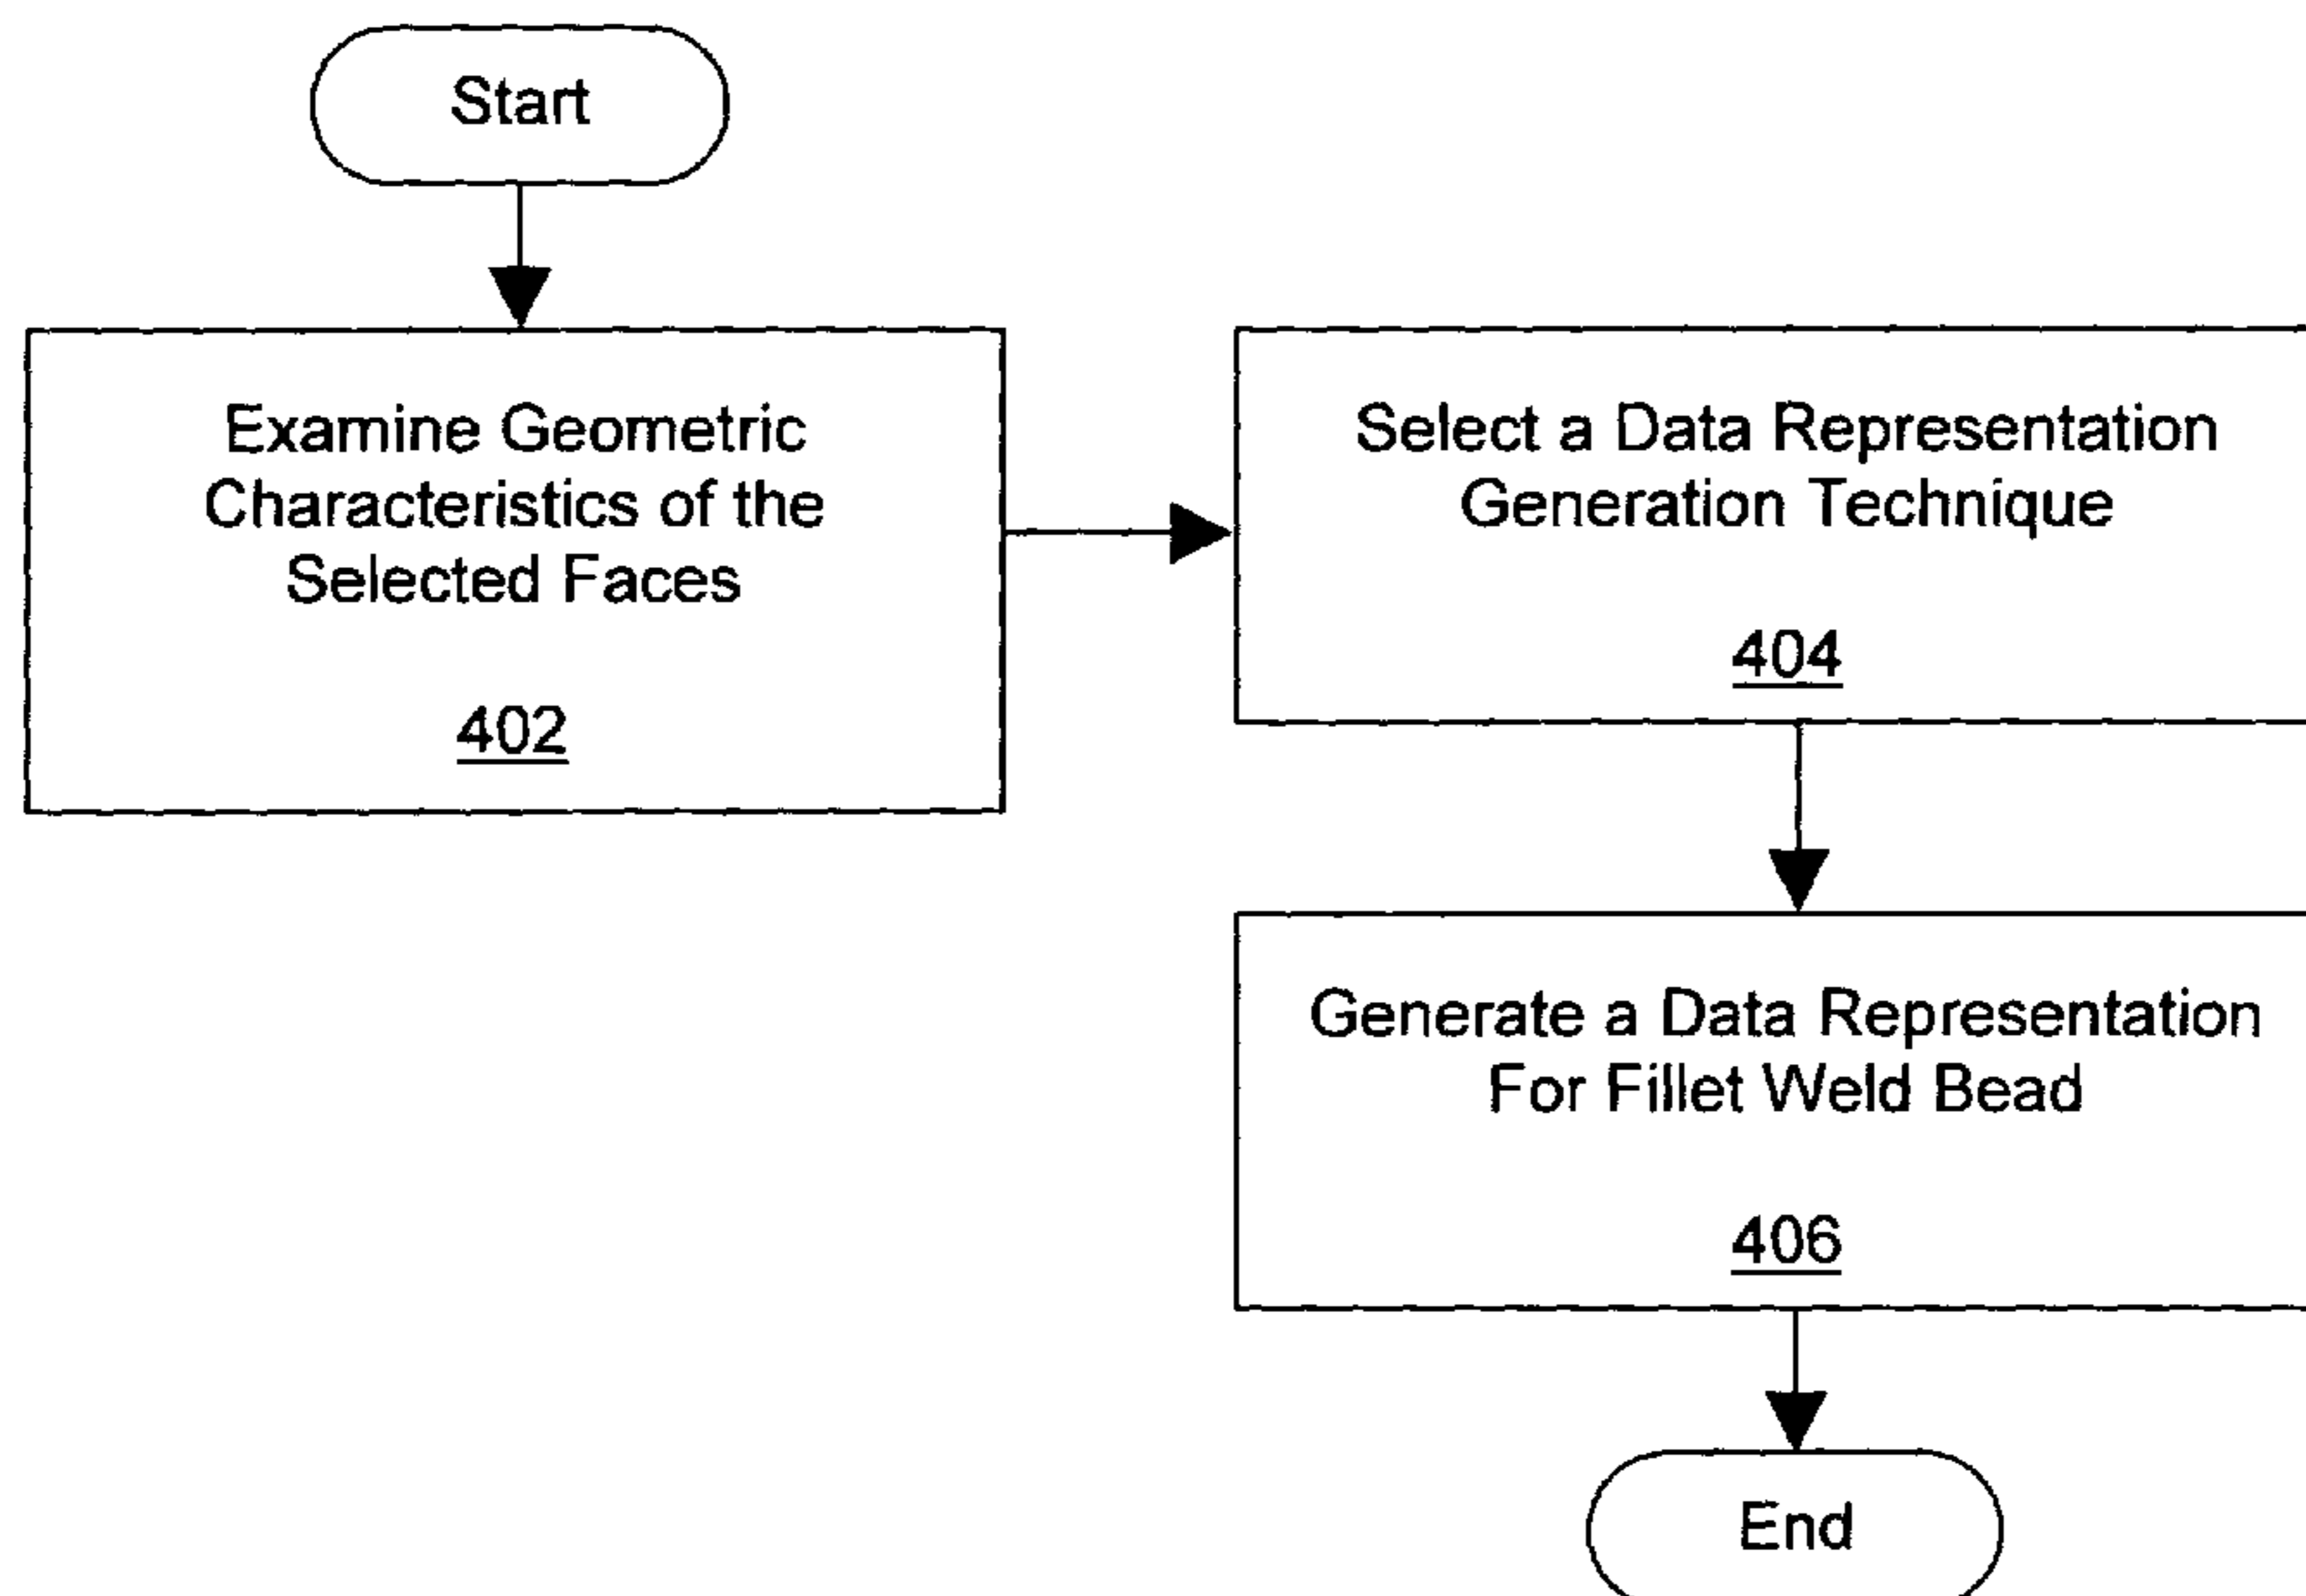 Start
Examine Geometric
Characteristics of the
Selected Faces
402
Select a Data Representation
Generation Technique
404
Generate a Data Representation
For Fillet Weld Bead
406
End